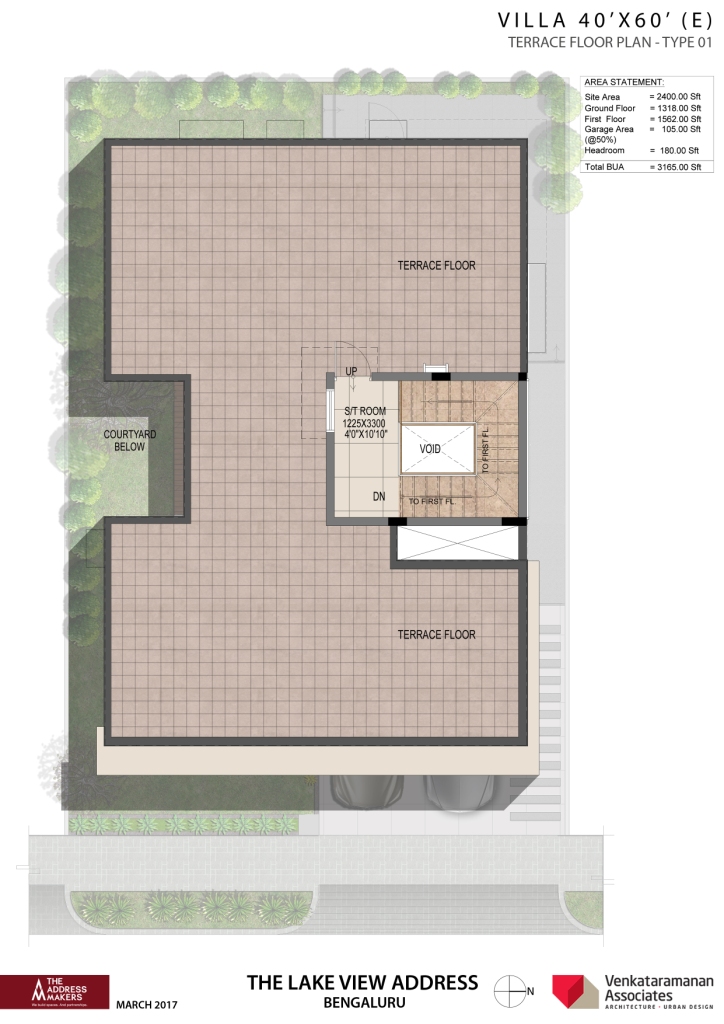 VILLA 40'X60' (E)
TERRACE FLOOR PLAN - TYPE 01
AREA STATEMENT:
Site Area = 2400.00 Sft
Ground Floor = 1318.00 Sft
First Floor = 1562.00 Sft
Garage Area = 105.00 Sft
(@50%)
Headroom = 180.00 Sft
Total BUA = 3165.00 Sft
TERRACE FLOOR
UP
S/T ROOM
1225X3300
4'0"X10'10"
COURTYARD
BELOW
VOID
TO FIRST FL.
DN
TO FIRST FL.
TERRACE FLOOR
THE
ADDRESS
MAKERS
We build spaces. And partnerships.
MARCH 2017
THE LAKE VIEW ADDRESS
BENGALURU
N
Venkataramanan
Associates
ARCHITECTURE · URBAN DESIGN